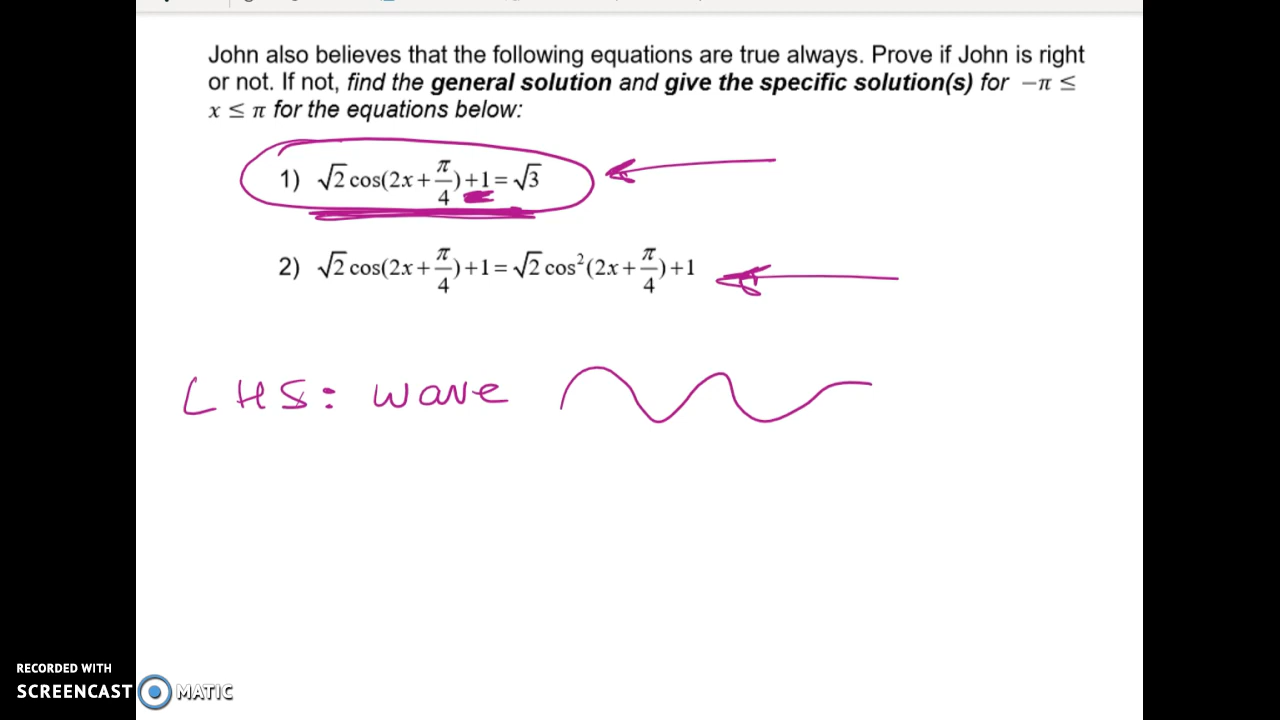 John also believes that the following equations are true always. Prove if John is right
or not. If not, find the general solution and give the specific solution(s) for −π ≤
x ≤ π for the equations below:
1) √2 cos(2x + π/4) + 1 = √3
2) √2 cos(2x + π/4) + 1 = √2 cos²(2x + π/4) + 1
LHS: wave
RECORDED WITH
SCREENCAST MATIC